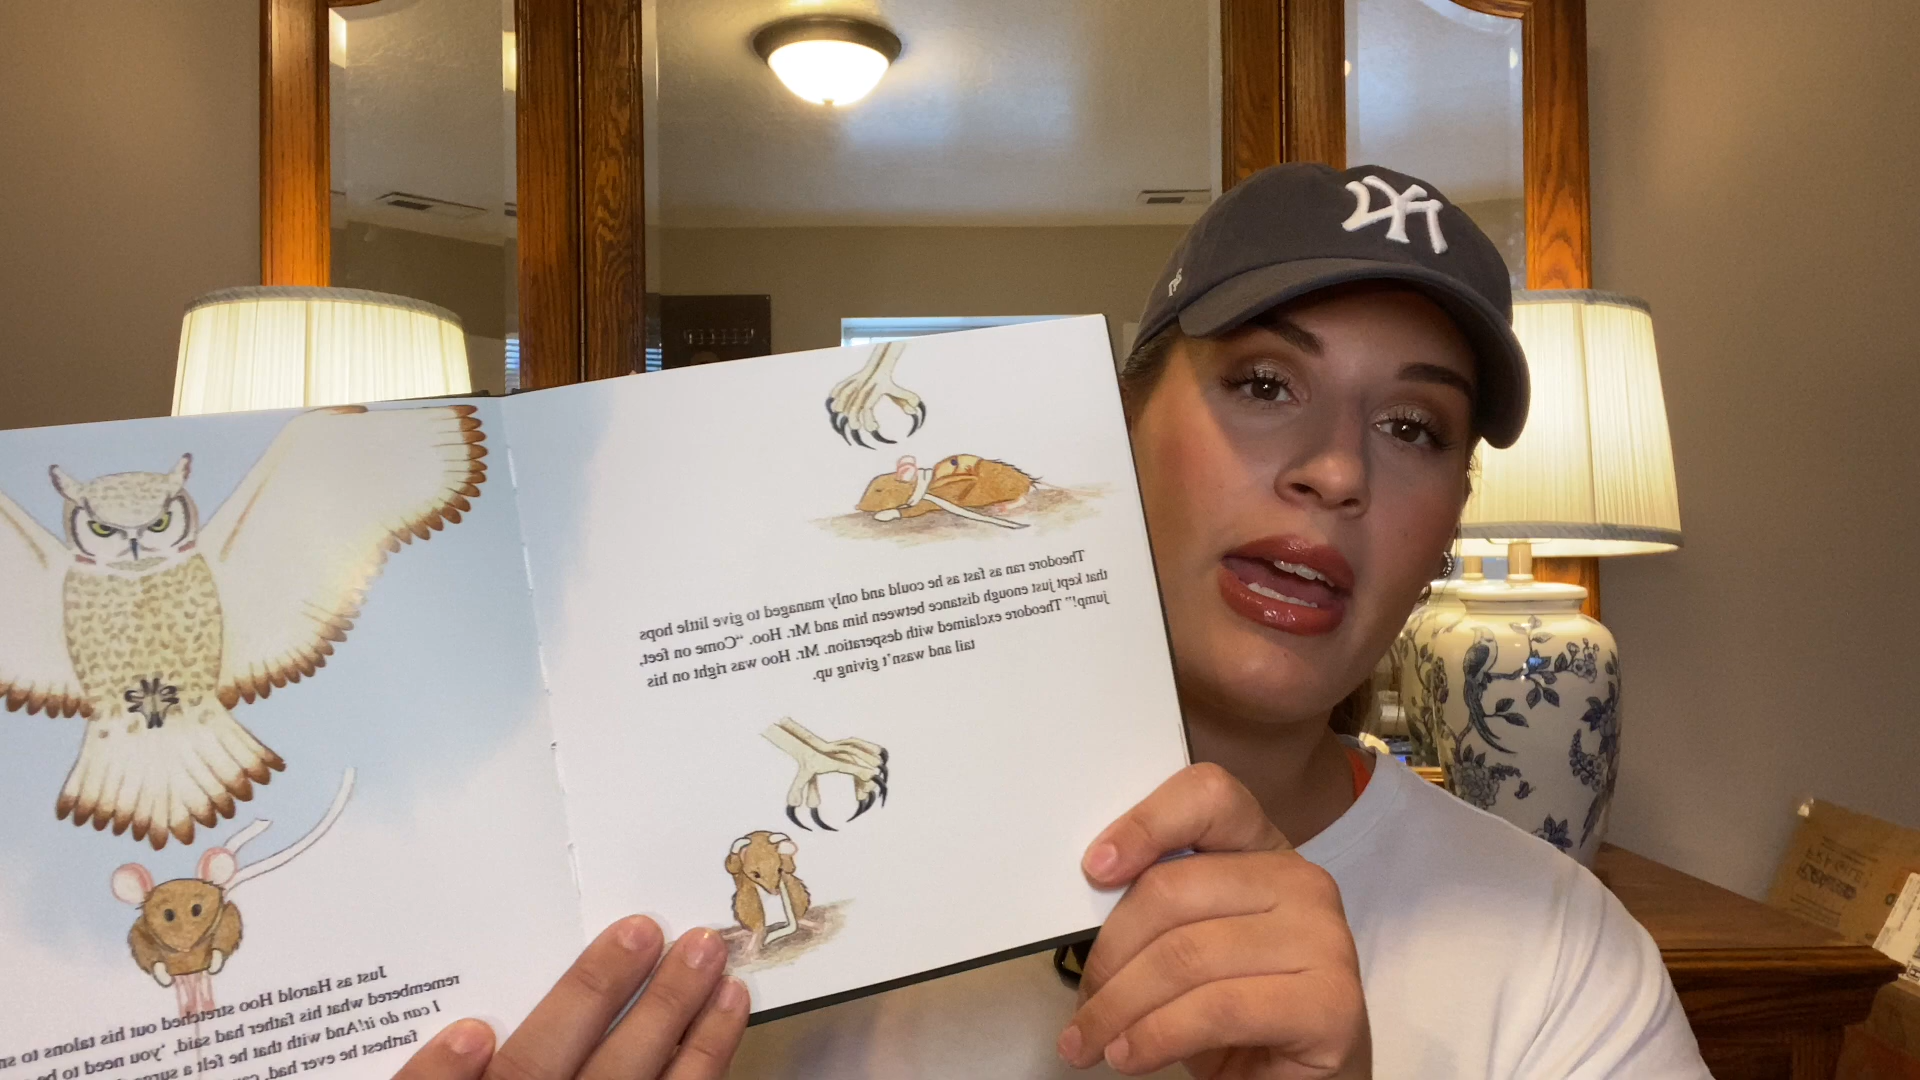 Theodore ran as fast as he could and only managed to give little hops
that kept just enough distance between him and Mr. Hoo. “Come on feet,
jump!” Theodore exclaimed with desperation. Mr. Hoo was right on his
tail and wasn’t giving up.
Just as Harold Hoo stretched out his talons to
remembered what his father had said, ‘you need to
I can do it!And with that he felt a
farthest he ever had,
NY